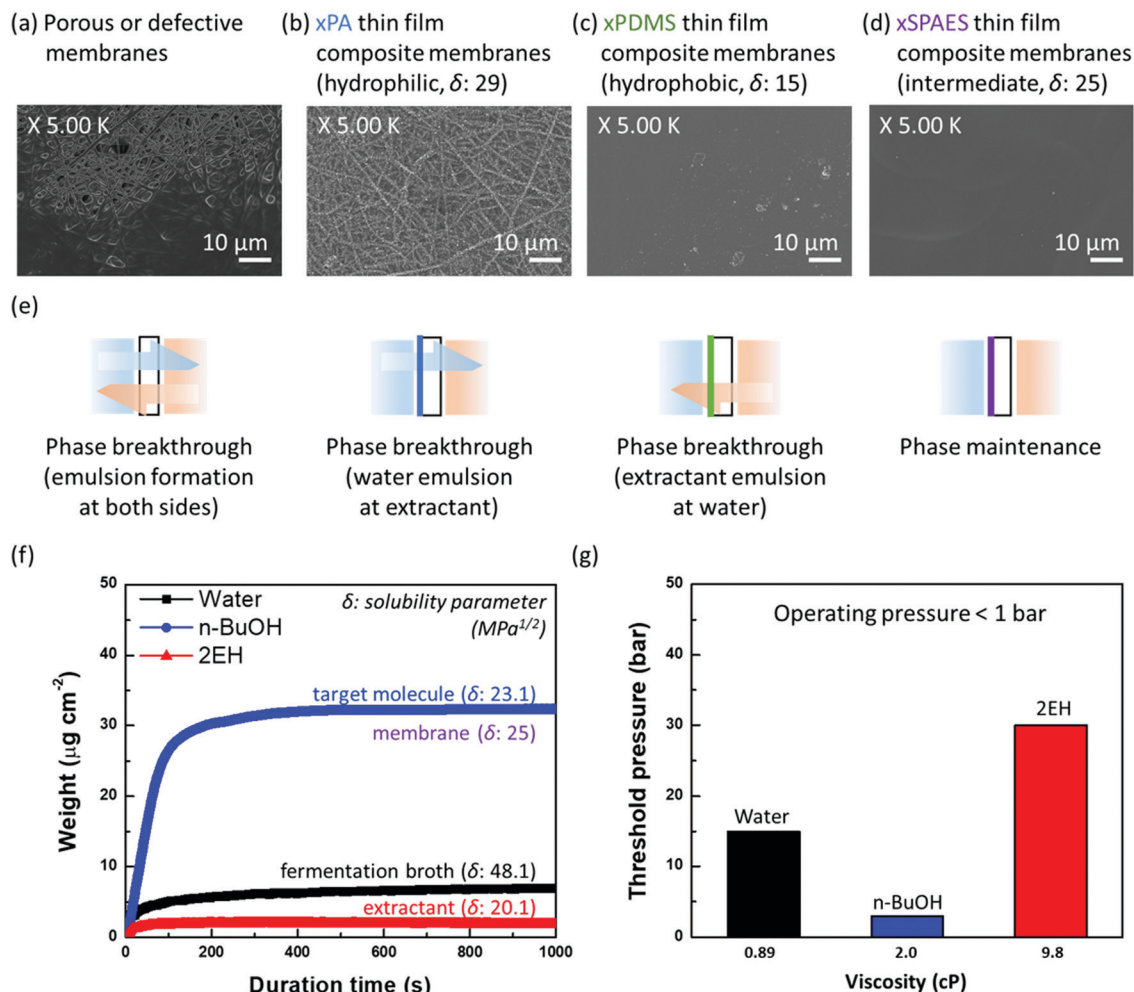 (a) Porous or defective
membranes
(b) xPA thin film
composite membranes
(hydrophilic, δ: 29)
(c) xPDMS thin film
composite membranes
(hydrophobic, δ: 15)
(d) xSPAES thin film
composite membranes
(intermediate, δ: 25)
X 5.00 K
10 μm
X 5.00 K
10 μm
X 5.00 K
10 μm
X 5.00 K
10 μm
(e)
Phase breakthrough
(emulsion formation
at both sides)
Phase breakthrough
(water emulsion
at extractant)
Phase breakthrough
(extractant emulsion
at water)
Phase maintenance
(f)
50
40
30
20
10
0
Weight (μg cm⁻²)
Water
n-BuOH
2EH
δ: solubility parameter
(MPa¹ᐟ²)
target molecule (δ: 23.1)
membrane (δ: 25)
fermentation broth (δ: 48.1)
extractant (δ: 20.1)
0 200 400 600 800 1000
Duration time (s)
(g)
50
40
30
20
10
0
Threshold pressure (bar)
Operating pressure < 1 bar
Water
n-BuOH
2EH
0.89 2.0 9.8
Viscosity (cP)